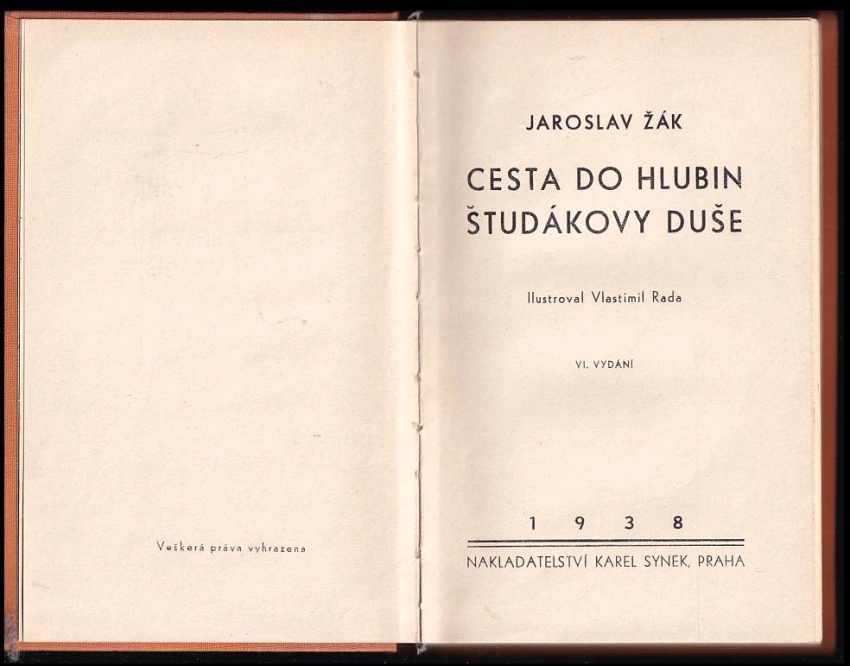 Veškerá práva vyhrazena
JAROSLAV ŽÁK
CESTA DO HLUBIN
ŠTUDÁKOVY DUŠE
Ilustroval Vlastimil Rada
VI. VYDÁNÍ
1 9 3 8
NAKLADATELSTVÍ KAREL SYNEK, PRAHA